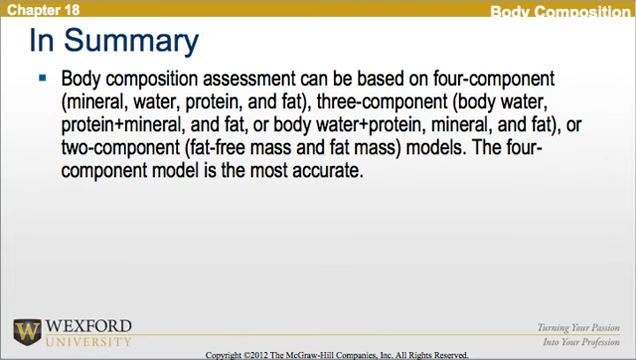 Chapter 18
Body Composition
In Summary
Body composition assessment can be based on four-component
(mineral, water, protein, and fat), three-component (body water,
protein+mineral, and fat, or body water+protein, mineral, and fat), or
two-component (fat-free mass and fat mass) models. The four-
component model is the most accurate.
W
WEXFORD
UNIVERSITY
Turning Your Passion
Into Your Profession
Copyright ©2012 The McGraw-Hill Companies, Inc. All Rights Reserved.